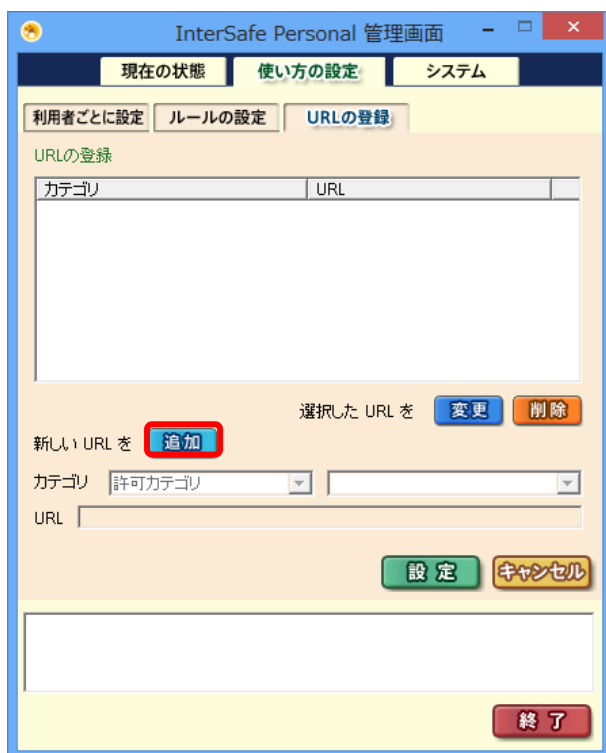 InterSafe Personal 管理画面
現在の状態 使い方の設定 システム
利用者ごとに設定 ルールの設定 URLの登録
URLの登録
カテゴリ URL
選択した URL を 変更 削除
新しい URL を 追加
カテゴリ 許可カテゴリ
URL
設定 キャンセル
終了